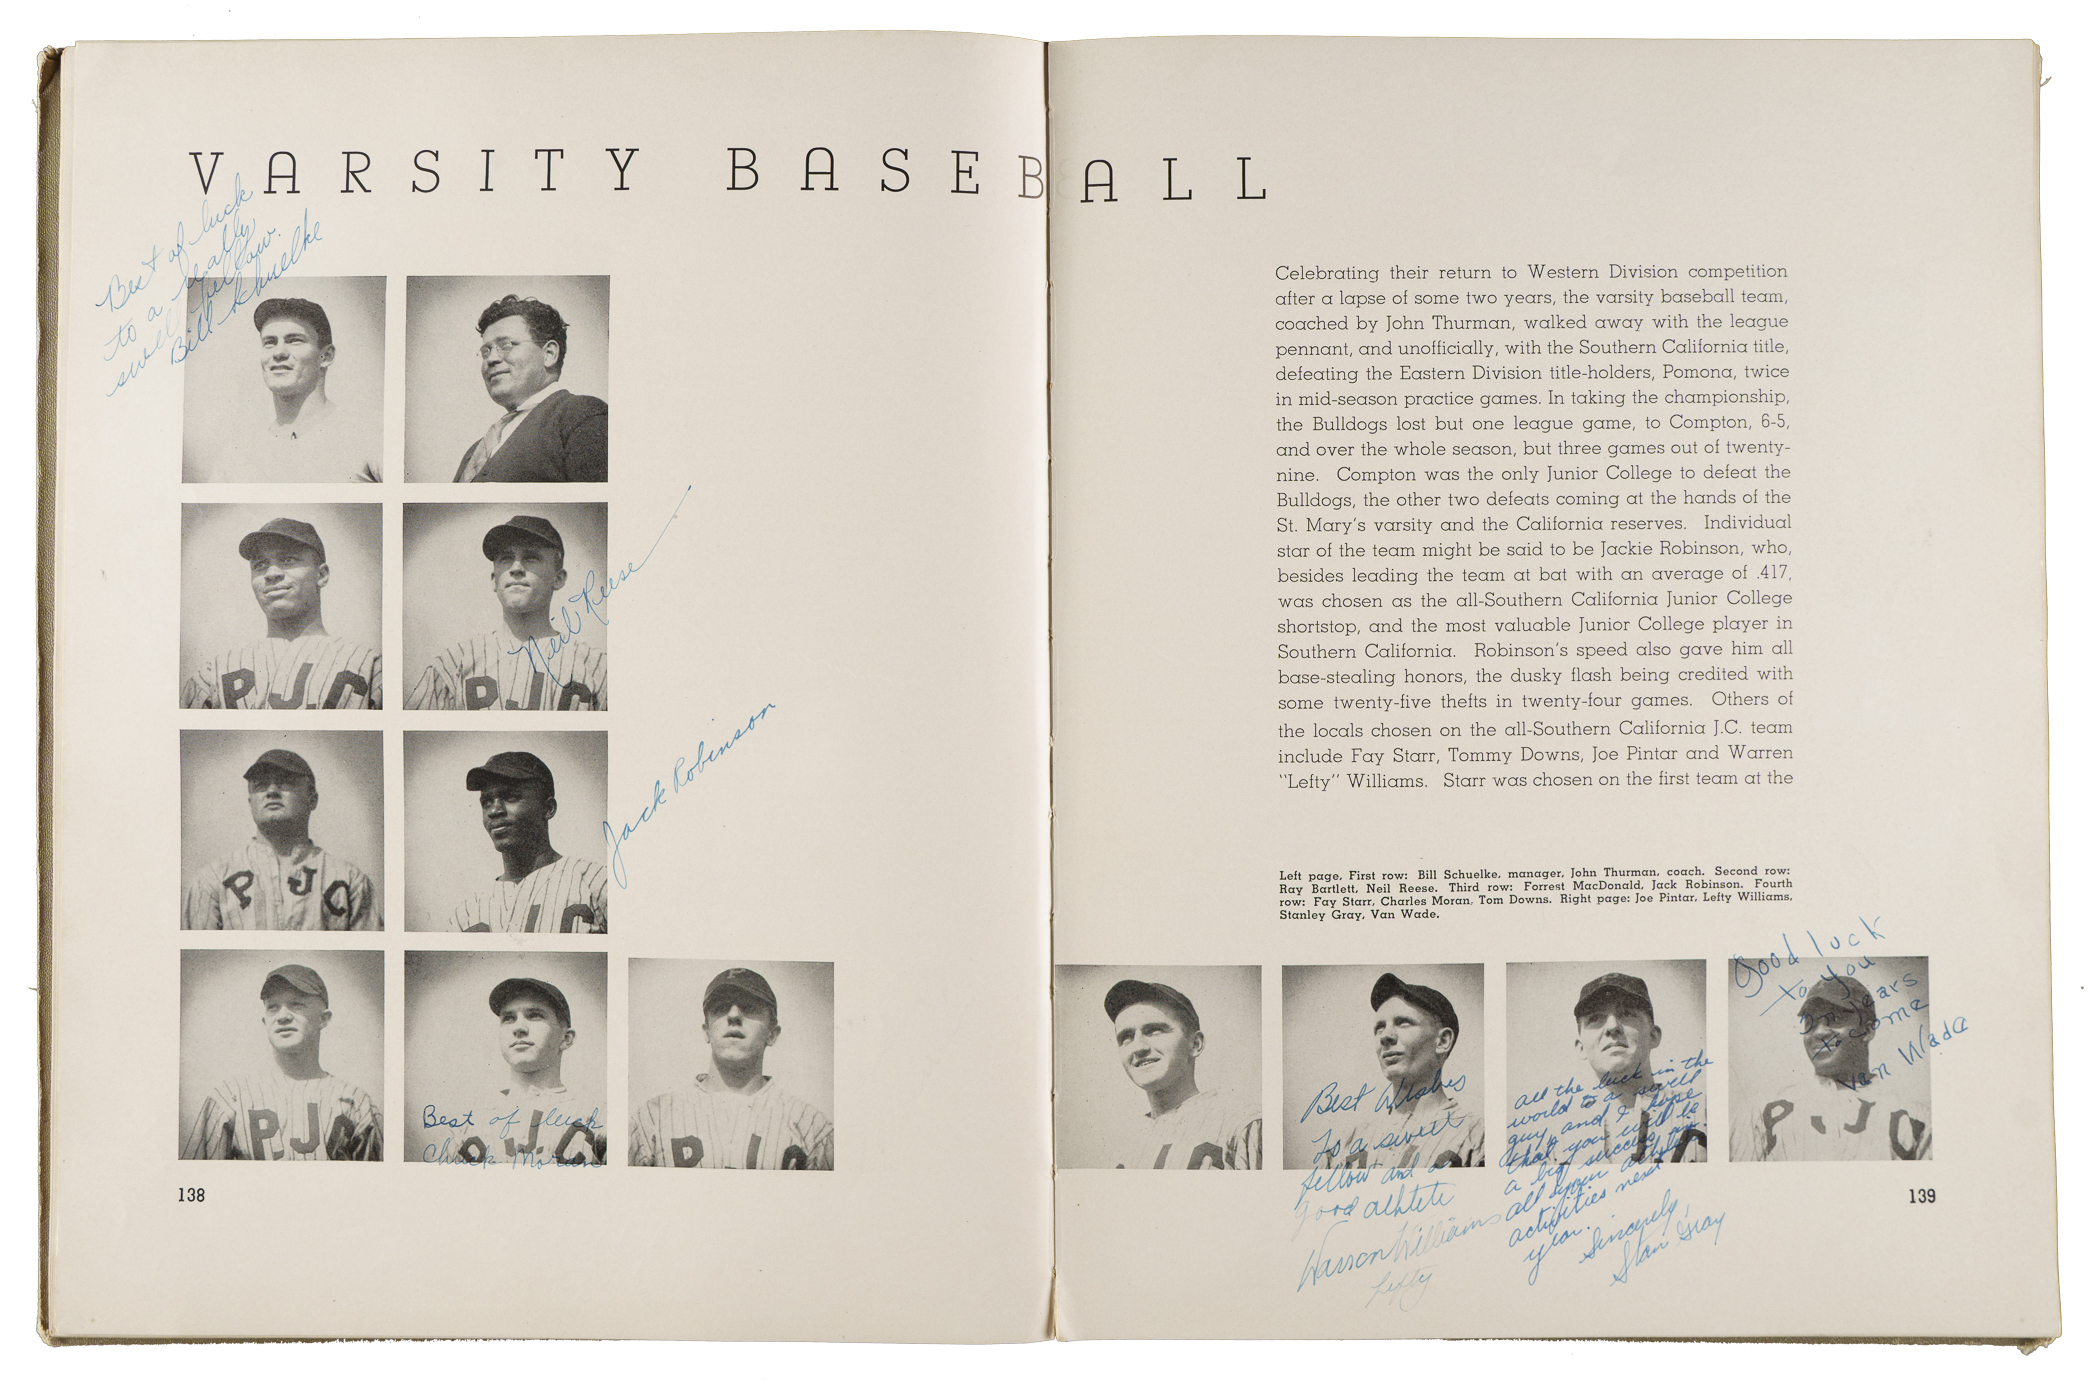 VARSITY BASEBALL
Best of luck
to a really
swell fellow.
Bill Schuelke
P.J.C
PJC
Neil Reese
PJC
JC
Jack Robinson
PJC
P.J.C
Best of luck
Chuck Moran
PJC
138
Celebrating their return to Western Division competition
after a lapse of some two years, the varsity baseball team,
coached by John Thurman, walked away with the league
pennant, and unofficially, with the Southern California title,
defeating the Eastern Division title-holders, Pomona, twice
in mid-season practice games. In taking the championship,
the Bulldogs lost but one league game, to Compton, 6-5,
and over the whole season, but three games out of twenty-
nine. Compton was the only Junior College to defeat the
Bulldogs, the other two defeats coming at the hands of the
St. Mary's varsity and the California reserves. Individual
star of the team might be said to be Jackie Robinson, who,
besides leading the team at bat with an average of .417,
was chosen as the all-Southern California Junior College
shortstop, and the most valuable Junior College player in
Southern California. Robinson's speed also gave him all
base-stealing honors, the dusky flash being credited with
some twenty-five thefts in twenty-four games. Others of
the locals chosen on the all-Southern California J.C. team
include Fay Starr, Tommy Downs, Joe Pintar and Warren
"Lefty" Williams. Starr was chosen on the first team at the
Left page, First row: Bill Schuelke, manager, John Thurman, coach. Second row:
Ray Bartlett, Neil Reese. Third row: Forrest MacDonald, Jack Robinson. Fourth
row: Fay Starr, Charles Moran, Tom Downs. Right page: Joe Pintar, Lefty Williams,
Stanley Gray, Van Wade.
JC
Best Wishes
To a sweet
fellow and a
good athlete
Warren Williams
Lefty
All the luck in the
world to a swell
guy, and I hope
that you will be
a big success in
all your
activities next
year.
Sincerely,
Stan Gray
Good luck
to you
in years
to come
Van Wade
P.JC
139